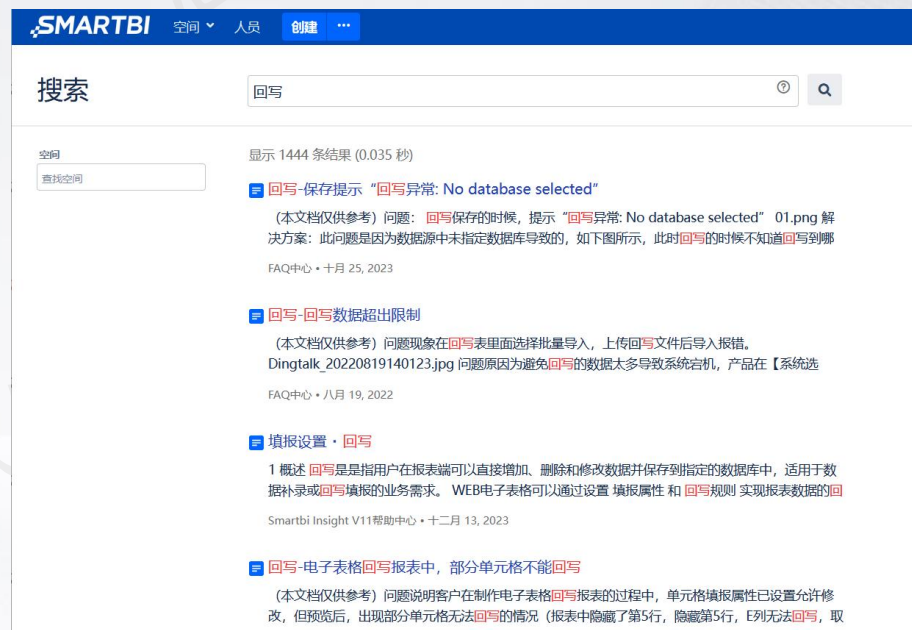 SMARTBI 空间 人员 创建 ···
搜索
回写
空间
查找空间
显示 1444 条结果 (0.035 秒)
回写-保存提示“回写异常: No database selected”
（本文档仅供参考）问题： 回写保存的时候，提示“回写异常: No database selected” 01.png 解
决方案：此问题是因为数据源中未指定数据库导致的，如下图所示，此时回写的时候不知道回写到哪
FAQ中心 • 十月 25, 2023
回写-回写数据超出限制
（本文档仅供参考）问题现象在回写表里面选择批量导入，上传回写文件后导入报错。
Dingtalk_20220819140123.jpg 问题原因为避免回写的数据太多导致系统宕机，产品在【系统选
FAQ中心 • 八月 19, 2022
填报设置・回写
1 概述 回写是是指用户在报表端可以直接增加、删除和修改数据并保存到指定的数据库中，适用于数
据补录或回写填报的业务需求。 WEB电子表格可以通过设置 填报属性 和 回写规则 实现报表数据的回
Smartbi Insight V11帮助中心 • 十二月 13, 2023
回写-电子表格回写报表中，部分单元格不能回写
（本文档仅供参考）问题说明客户在制作电子表格回写报表的过程中，单元格填报属性已设置允许修
改，但预览后，出现部分单元格无法回写的情况（报表中隐藏了第5行，隐藏第5行，E列无法回写，取